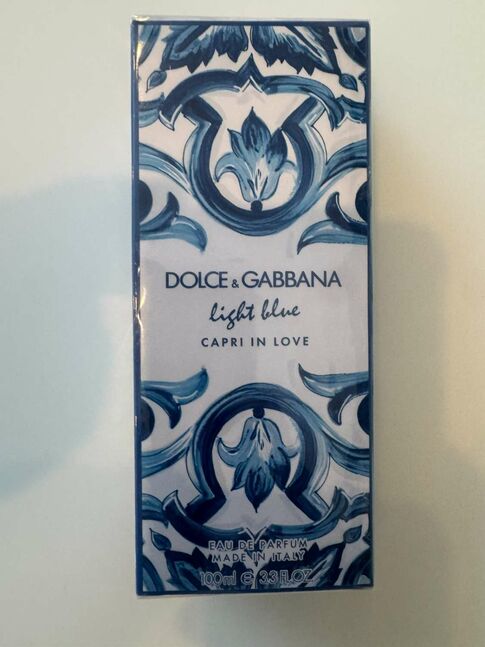 DOLCE & GABBANA
light blue
CAPRI IN LOVE
EAU DE PARFUM
MADE IN ITALY
100ml ℮ 3.3 FL.OZ.